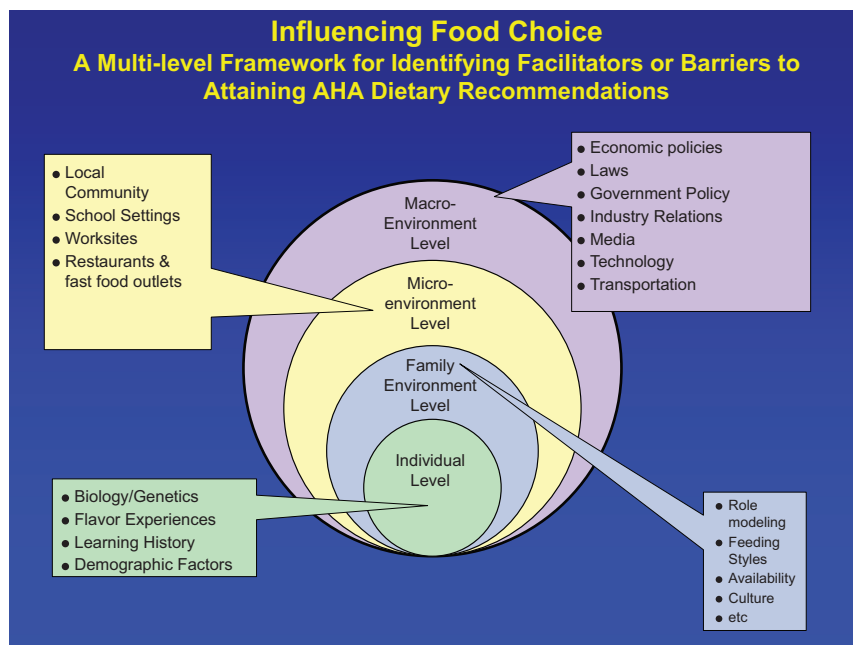 Influencing Food Choice
A Multi-level Framework for Identifying Facilitators or Barriers to
Attaining AHA Dietary Recommendations
● Local
Community
● School Settings
● Worksites
● Restaurants &
fast food outlets
● Economic policies
● Laws
● Government Policy
● Industry Relations
● Media
● Technology
● Transportation
Macro-
Environment
Level
Micro-
environment
Level
Family
Environment
Level
Individual
Level
● Biology/Genetics
● Flavor Experiences
● Learning History
● Demographic Factors
● Role
modeling
● Feeding
Styles
● Availability
● Culture
● etc